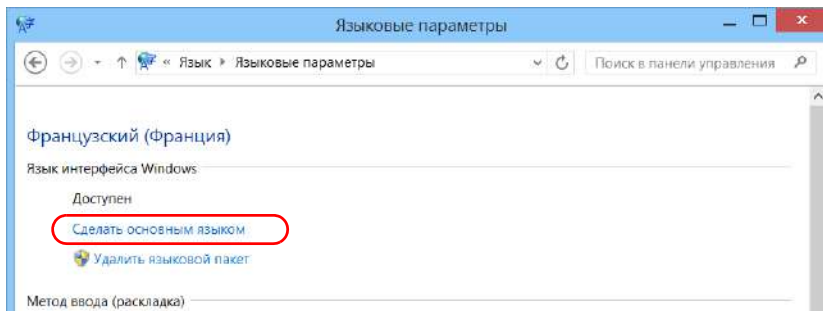 Языковые параметры
« Язык Языковые параметры
Поиск в панели управления
Французский (Франция)
Язык интерфейса Windows
Доступен
Сделать основным языком
Удалить языковой пакет
Метод ввода (раскладка)